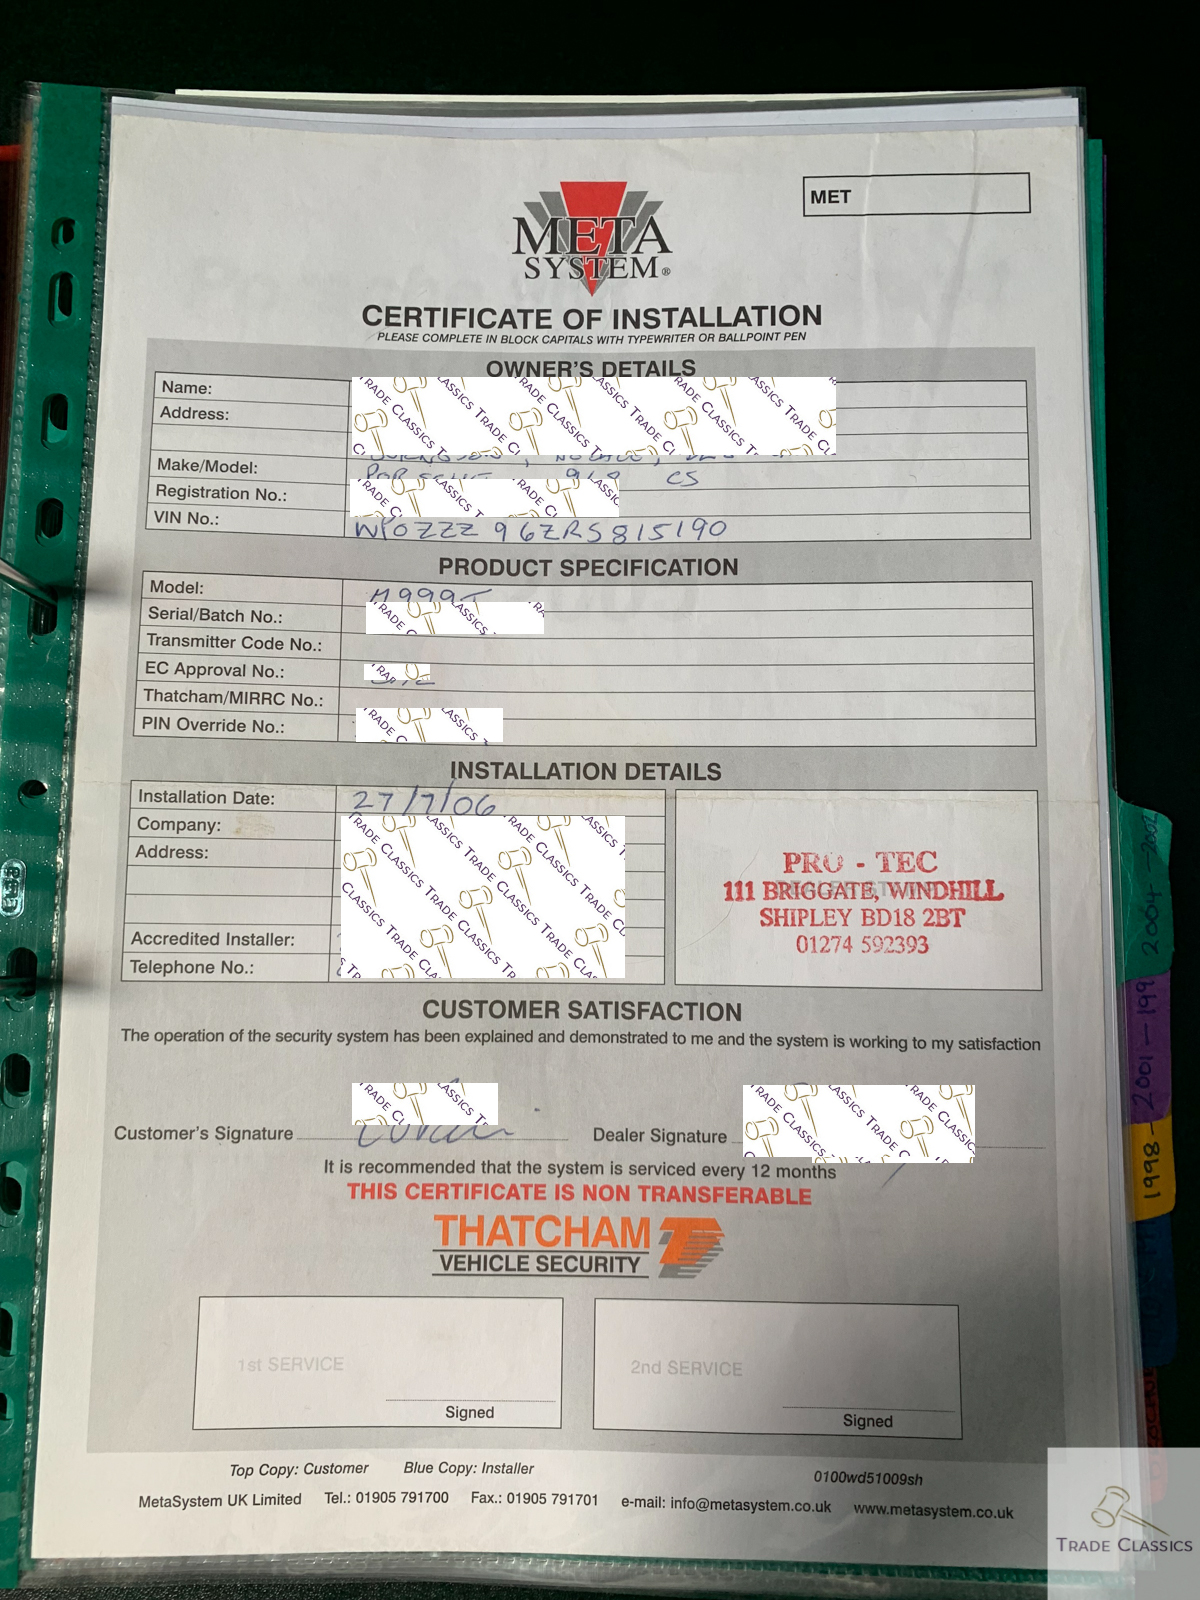 MET
META
SYSTEM®
CERTIFICATE OF INSTALLATION
PLEASE COMPLETE IN BLOCK CAPITALS WITH TYPEWRITER OR BALLPOINT PEN
OWNER'S DETAILS
Name:
Address:
Make/Model: CS
Registration No.:
VIN No.: WP0ZZZ96ZRS815190
PRODUCT SPECIFICATION
Model: M999T
Serial/Batch No.:
Transmitter Code No.:
EC Approval No.:
Thatcham/MIRRC No.:
PIN Override No.:
INSTALLATION DETAILS
Installation Date: 27/7/06
Company:
Address:
Accredited Installer:
Telephone No.:
PRO - TEC
111 BRIGGATE, WINDHILL
SHIPLEY BD18 2BT
01274 592393
CUSTOMER SATISFACTION
The operation of the security system has been explained and demonstrated to me and the system is working to my satisfaction
Customer's Signature Dealer Signature
It is recommended that the system is serviced every 12 months
THIS CERTIFICATE IS NON TRANSFERABLE
THATCHAM
VEHICLE SECURITY
1st SERVICE
Signed
2nd SERVICE
Signed
Top Copy: Customer Blue Copy: Installer
0100wd51009sh
MetaSystem UK Limited Tel.: 01905 791700 Fax.: 01905 791701 e-mail: info@metasystem.co.uk www.metasystem.co.uk
2004-2002
2001-199
1998-
TRADE CLASSICS